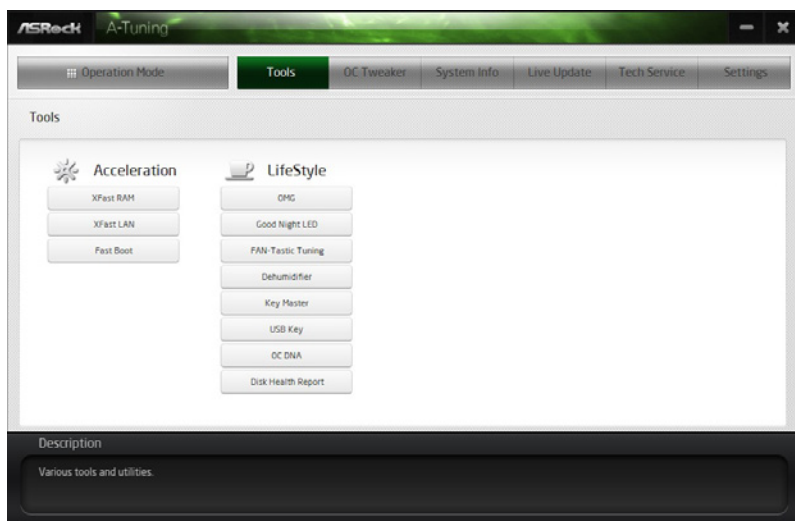 ASRock A-Tuning
Operation Mode Tools OC Tweaker System Info Live Update Tech Service Settings
Tools
Acceleration
XFast RAM
XFast LAN
Fast Boot
LifeStyle
OMG
Good Night LED
FAN-Tastic Tuning
Dehumidifier
Key Master
USB Key
OC DNA
Disk Health Report
Description
Various tools and utilities.